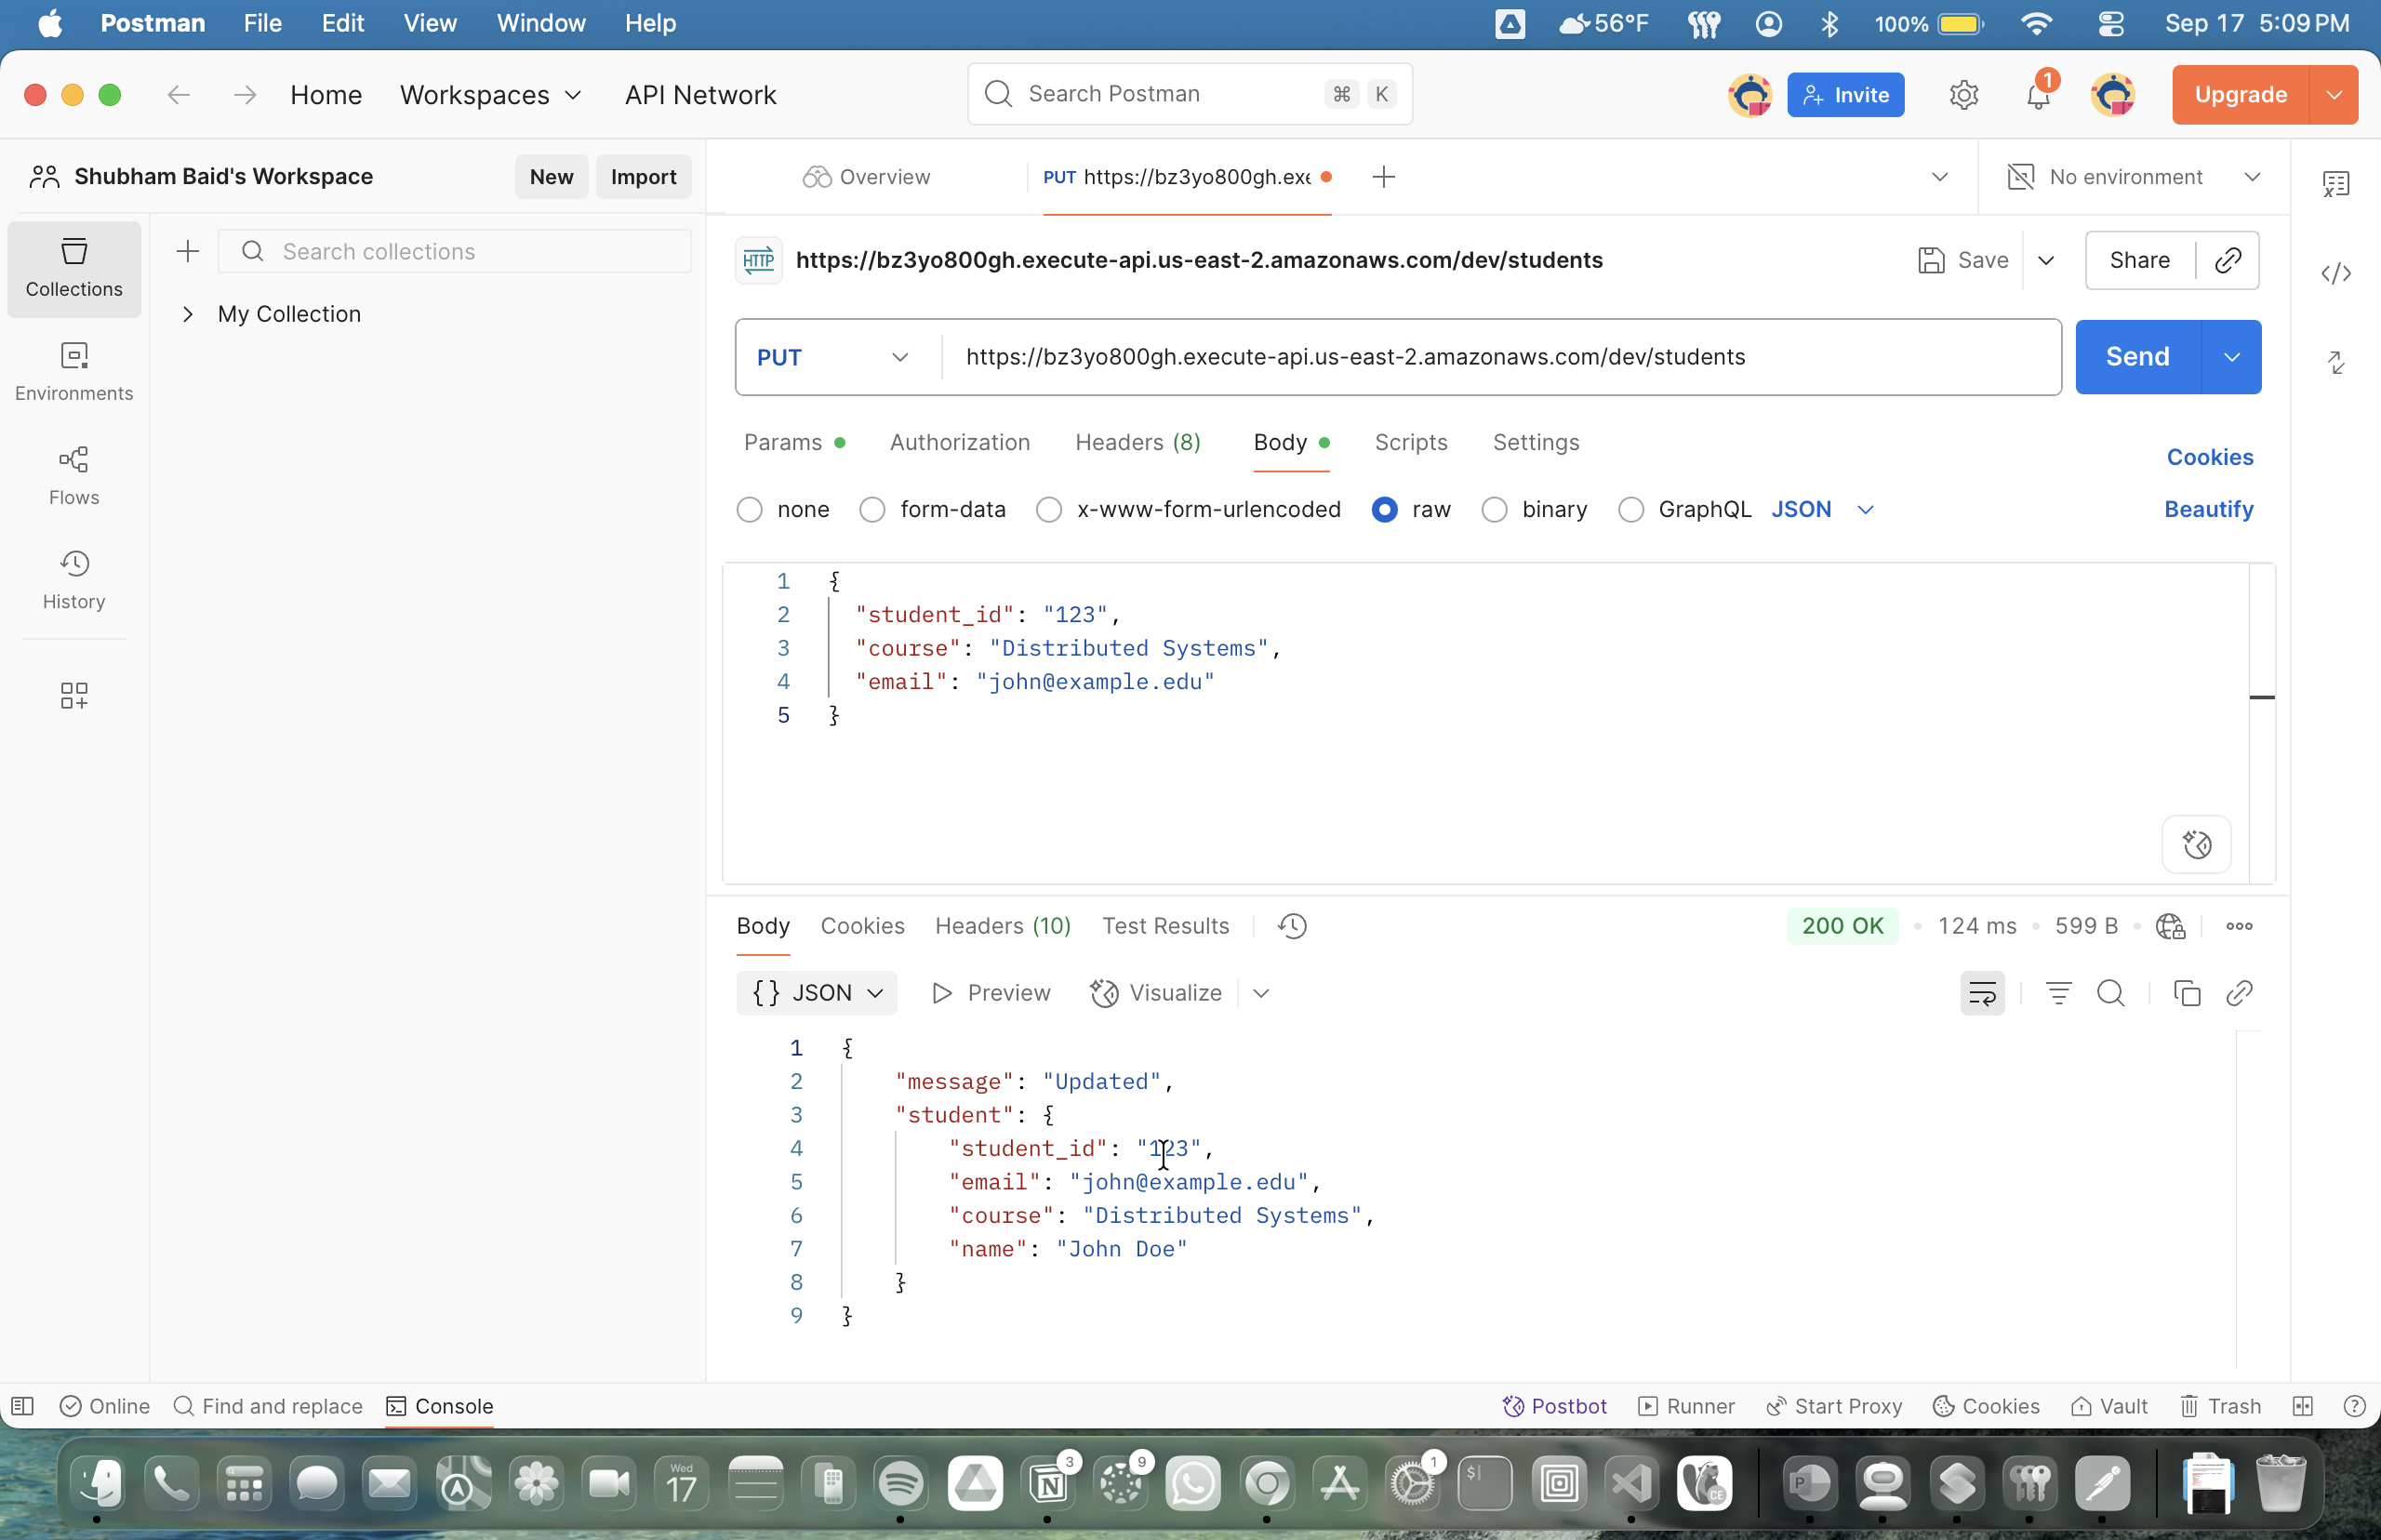 Postman File Edit View Window Help 56°F 100% Sep 17 5:09 PM
Home Workspaces API Network Search Postman ⌘ K Invite 1 Upgrade
Shubham Baid's Workspace New Import Overview PUT https://bz3yo800gh.exe No environment
Collections
Search collections
My Collection
Environments
Flows
History
HTTP https://bz3yo800gh.execute-api.us-east-2.amazonaws.com/dev/students Save Share
PUT https://bz3yo800gh.execute-api.us-east-2.amazonaws.com/dev/students Send
Params Authorization Headers (8) Body Scripts Settings Cookies
none form-data x-www-form-urlencoded raw binary GraphQL JSON Beautify
1 {
2 "student_id": "123",
3 "course": "Distributed Systems",
4 "email": "john@example.edu"
5 }
Body Cookies Headers (10) Test Results 200 OK 124 ms 599 B
{} JSON Preview Visualize
1 {
2 "message": "Updated",
3 "student": {
4 "student_id": "123",
5 "email": "john@example.edu",
6 "course": "Distributed Systems",
7 "name": "John Doe"
8 }
9 }
Online Find and replace Console Postbot Runner Start Proxy Cookies Vault Trash
Wed 17 3 9 1 $ CE P